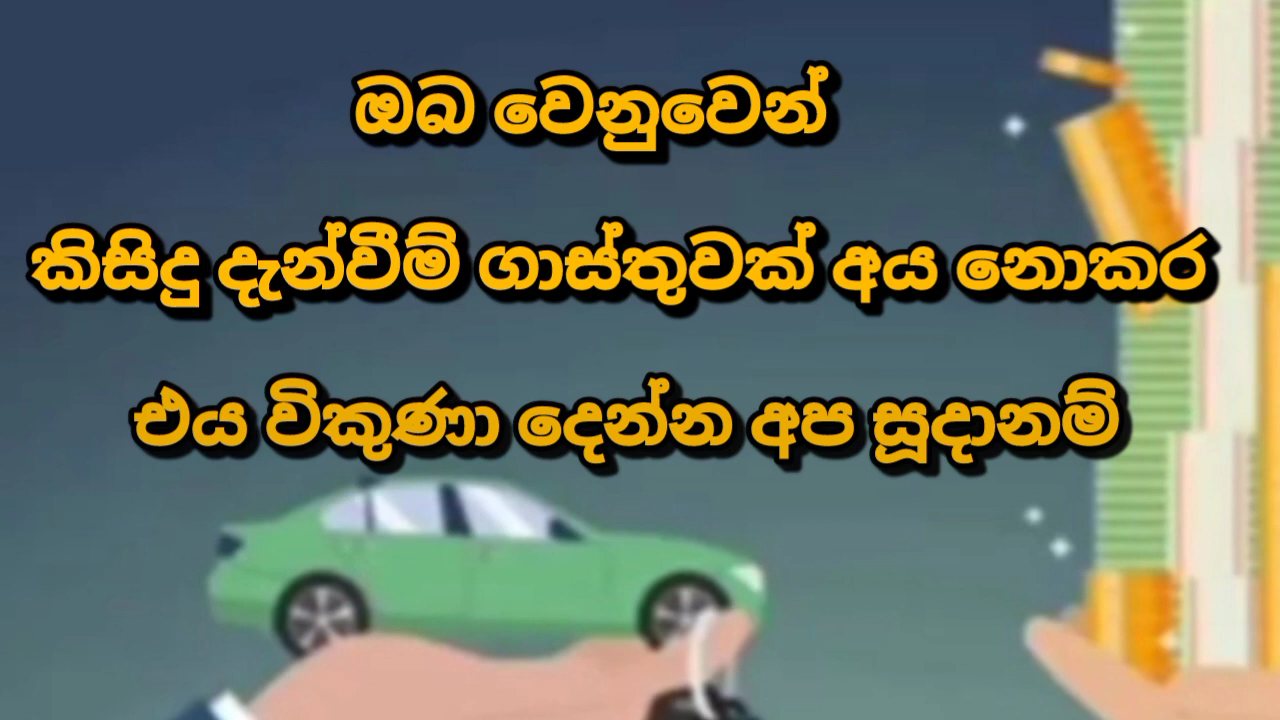 ඔබ වෙනුවෙන්
කිසිදු දැන්වීම් ගාස්තුවක් අය නොකර
එය විකුණා දෙන්න අප සූදානම්